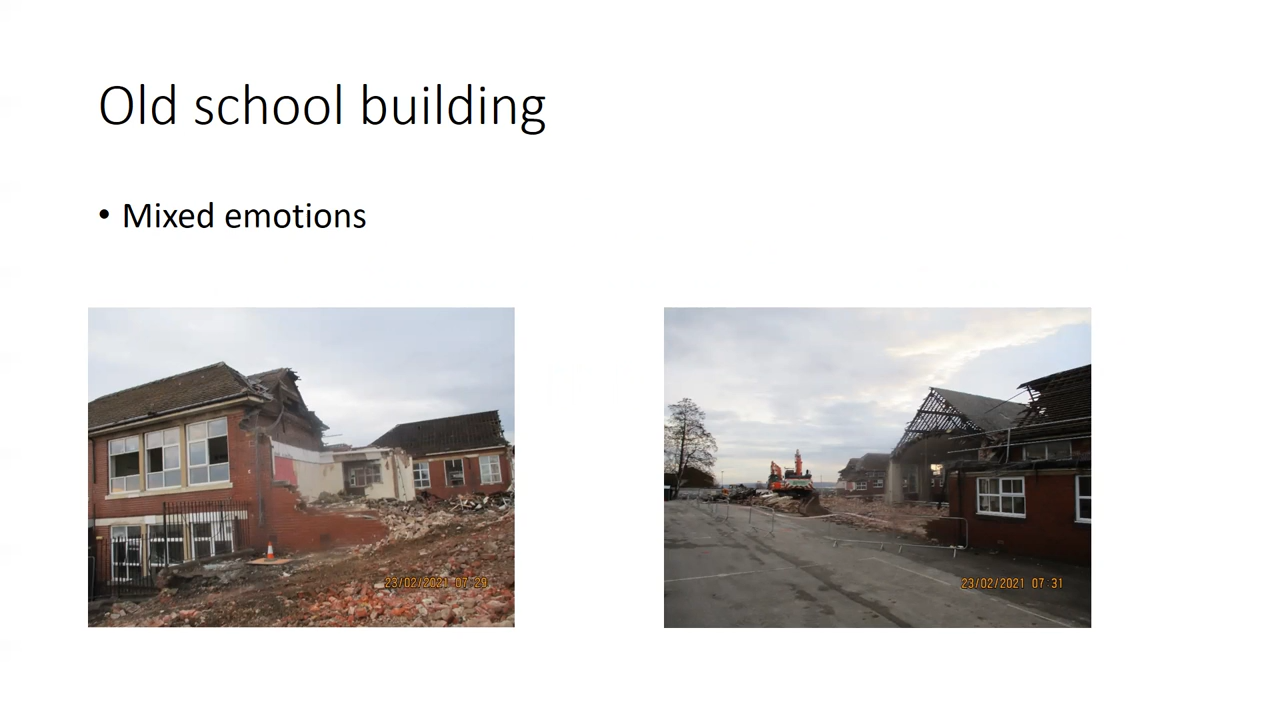 Old school building
• Mixed emotions
23/02/2021 07:29
23/02/2021 07 31